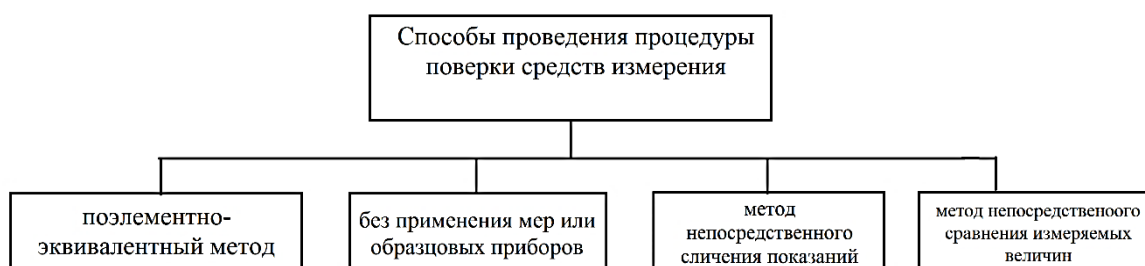 Способы проведения процедуры
поверки средств измерения
поэлементно-
эквивалентный метод
без применения мер или
образцовых приборов
метод
непосредственного
сличения показаний
метод непосредственоого
сравнения измеряемых
величин